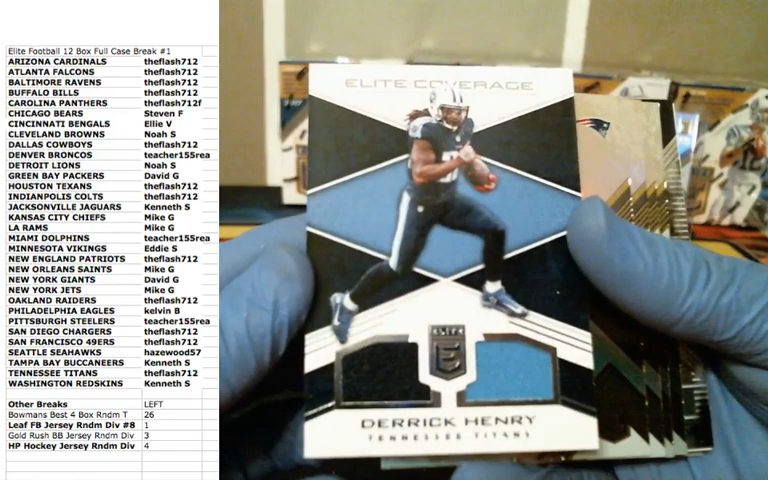 Elite Football 12 Box Full Case Break #1
ARIZONA CARDINALS theflash712
ATLANTA FALCONS theflash712
BALTIMORE RAVENS theflash712
BUFFALO BILLS theflash712
CAROLINA PANTHERS theflash712f
CHICAGO BEARS Steven F
CINCINNATI BENGALS Ellie V
CLEVELAND BROWNS Noah S
DALLAS COWBOYS theflash712
DENVER BRONCOS teacher155rea
DETROIT LIONS Noah S
GREEN BAY PACKERS David G
HOUSTON TEXANS theflash712
INDIANPOLIS COLTS theflash712
JACKSONVILLE JAGUARS Kenneth S
KANSAS CITY CHIEFS Mike G
LA RAMS Mike G
MIAMI DOLPHINS teacher155rea
MINNESOTA VIKINGS Eddie S
NEW ENGLAND PATRIOTS theflash712
NEW ORLEANS SAINTS Mike G
NEW YORK GIANTS David G
NEW YORK JETS Mike G
OAKLAND RAIDERS theflash712
PHILADELPHIA EAGLES kelvin B
PITTSBURGH STEELERS teacher155rea
SAN DIEGO CHARGERS theflash712
SAN FRANCISCO 49ERS theflash712
SEATTLE SEAHAWKS hazewood57
TAMPA BAY BUCCANEERS Kenneth S
TENNESSEE TITANS theflash712
WASHINGTON REDSKINS Kenneth S
Other Breaks LEFT
Bowmans Best 4 Box Rndm T 26
Leaf FB Jersey Rndm Div #8 1
Gold Rush BB Jersey Rndm Div 3
HP Hockey Jersey Rndm Div 4
ELITE COVERAGE
ELITE
E
DERRICK HENRY
TENNESSEE TITANS